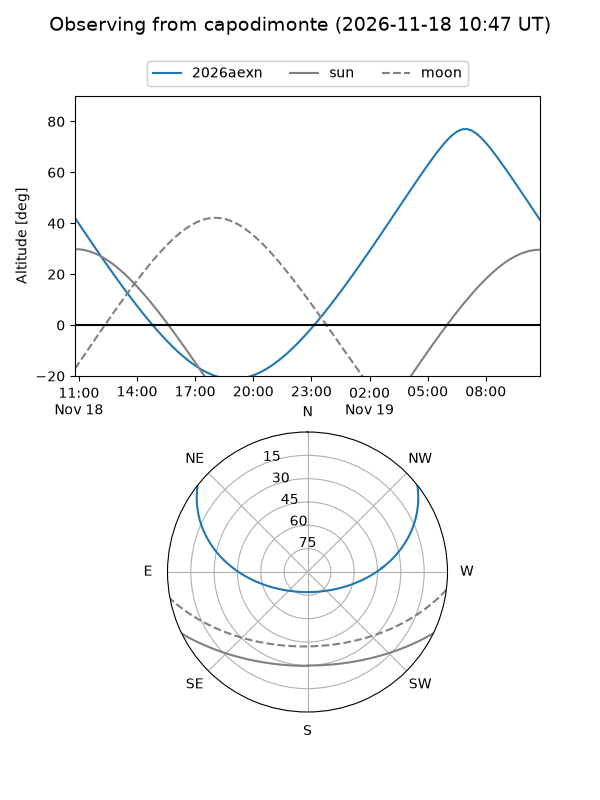 Observing from capodimonte (2026-11-18 10:47 UT)
2026aexn sun moon
Altitude [deg]
80
60
40
20
0
−20
11:00 14:00 17:00 20:00 23:00 02:00 05:00 08:00
Nov 18 Nov 19
N
NE NW
15
30
45
60
75
E W
SE SW
S